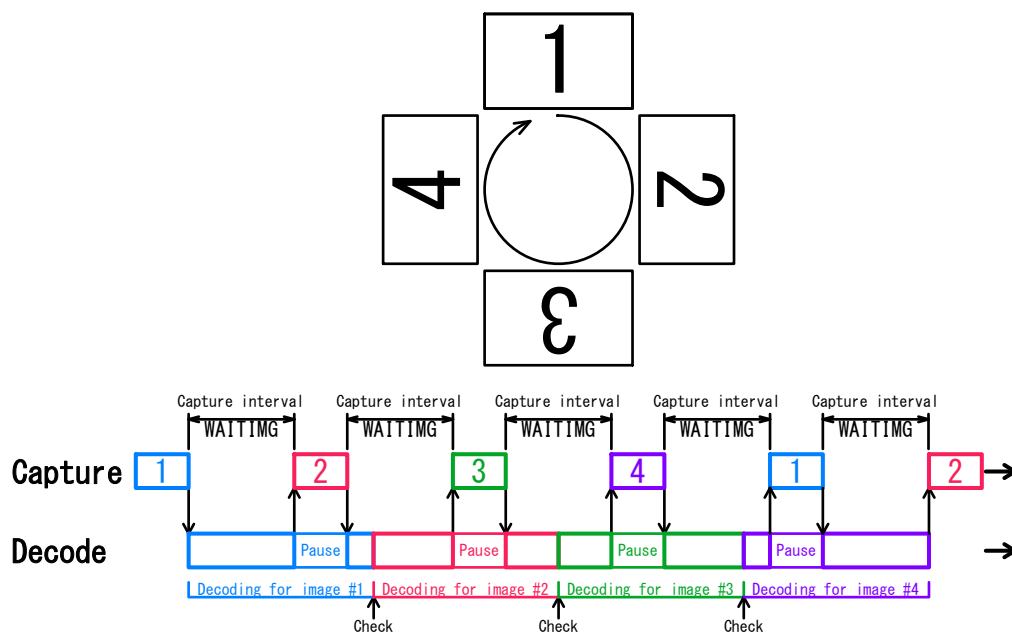 1
4
2
3
Capture interval Capture interval Capture interval Capture interval Capture interval
WAITIMG WAITIMG WAITIMG WAITIMG WAITIMG
Capture 1 2 3 4 1 2
Decode Pause Pause Pause Pause
Decoding for image #1 Decoding for image #2 Decoding for image #3 Decoding for image #4
Check Check Check